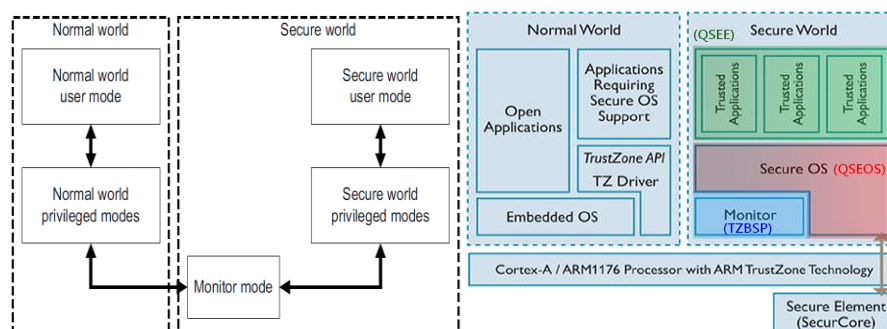 Normal world
Secure world
Normal world
user mode
Secure world
user mode
Normal world
privileged modes
Secure world
privileged modes
Monitor mode
Normal World
Open
Applications
Applications
Requiring
Secure OS
Support
TrustZone API
TZ Driver
Embedded OS
Secure World
(QSEE)
Trusted
Applications
Trusted
Applications
Trusted
Applications
Secure OS (QSEOS)
Monitor
(TZBSP)
Cortex-A / ARM1176 Processor with ARM TrustZone Technology
Secure Element
(SecurCore)